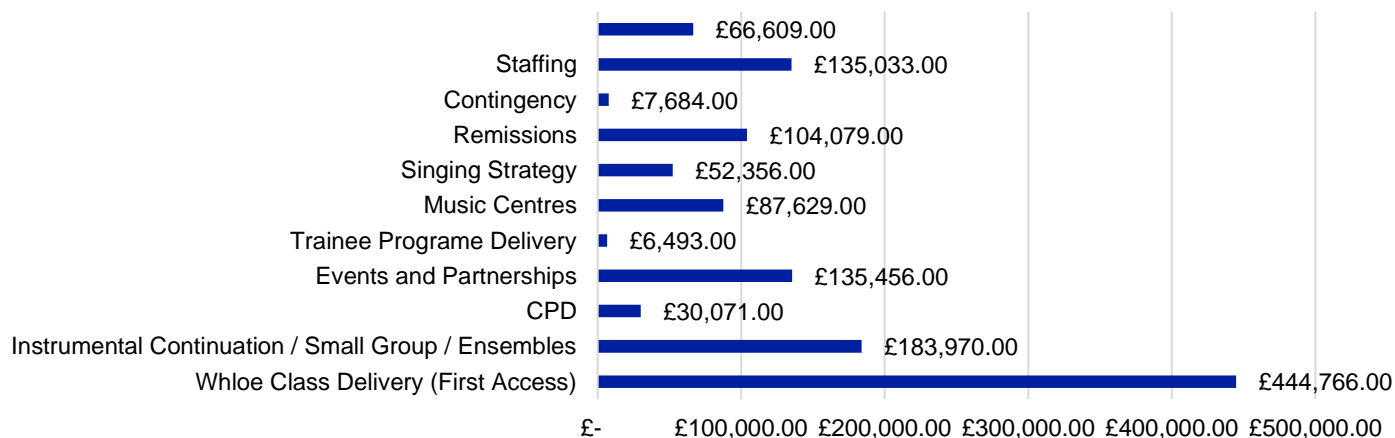 £66,609.00
Staffing £135,033.00
Contingency £7,684.00
Remissions £104,079.00
Singing Strategy £52,356.00
Music Centres £87,629.00
Trainee Programe Delivery £6,493.00
Events and Partnerships £135,456.00
CPD £30,071.00
Instrumental Continuation / Small Group / Ensembles £183,970.00
Whloe Class Delivery (First Access) £444,766.00
£- £100,000.00 £200,000.00 £300,000.00 £400,000.00 £500,000.00